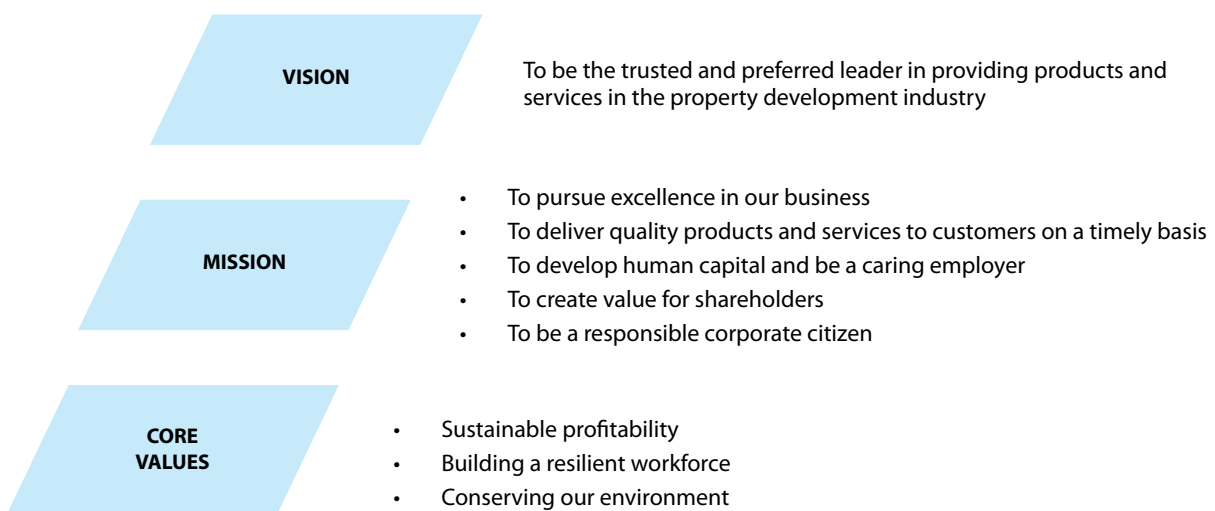 VISION
To be the trusted and preferred leader in providing products and
services in the property development industry
MISSION
• To pursue excellence in our business
• To deliver quality products and services to customers on a timely basis
• To develop human capital and be a caring employer
• To create value for shareholders
• To be a responsible corporate citizen
CORE
VALUES
• Sustainable profitability
• Building a resilient workforce
• Conserving our environment